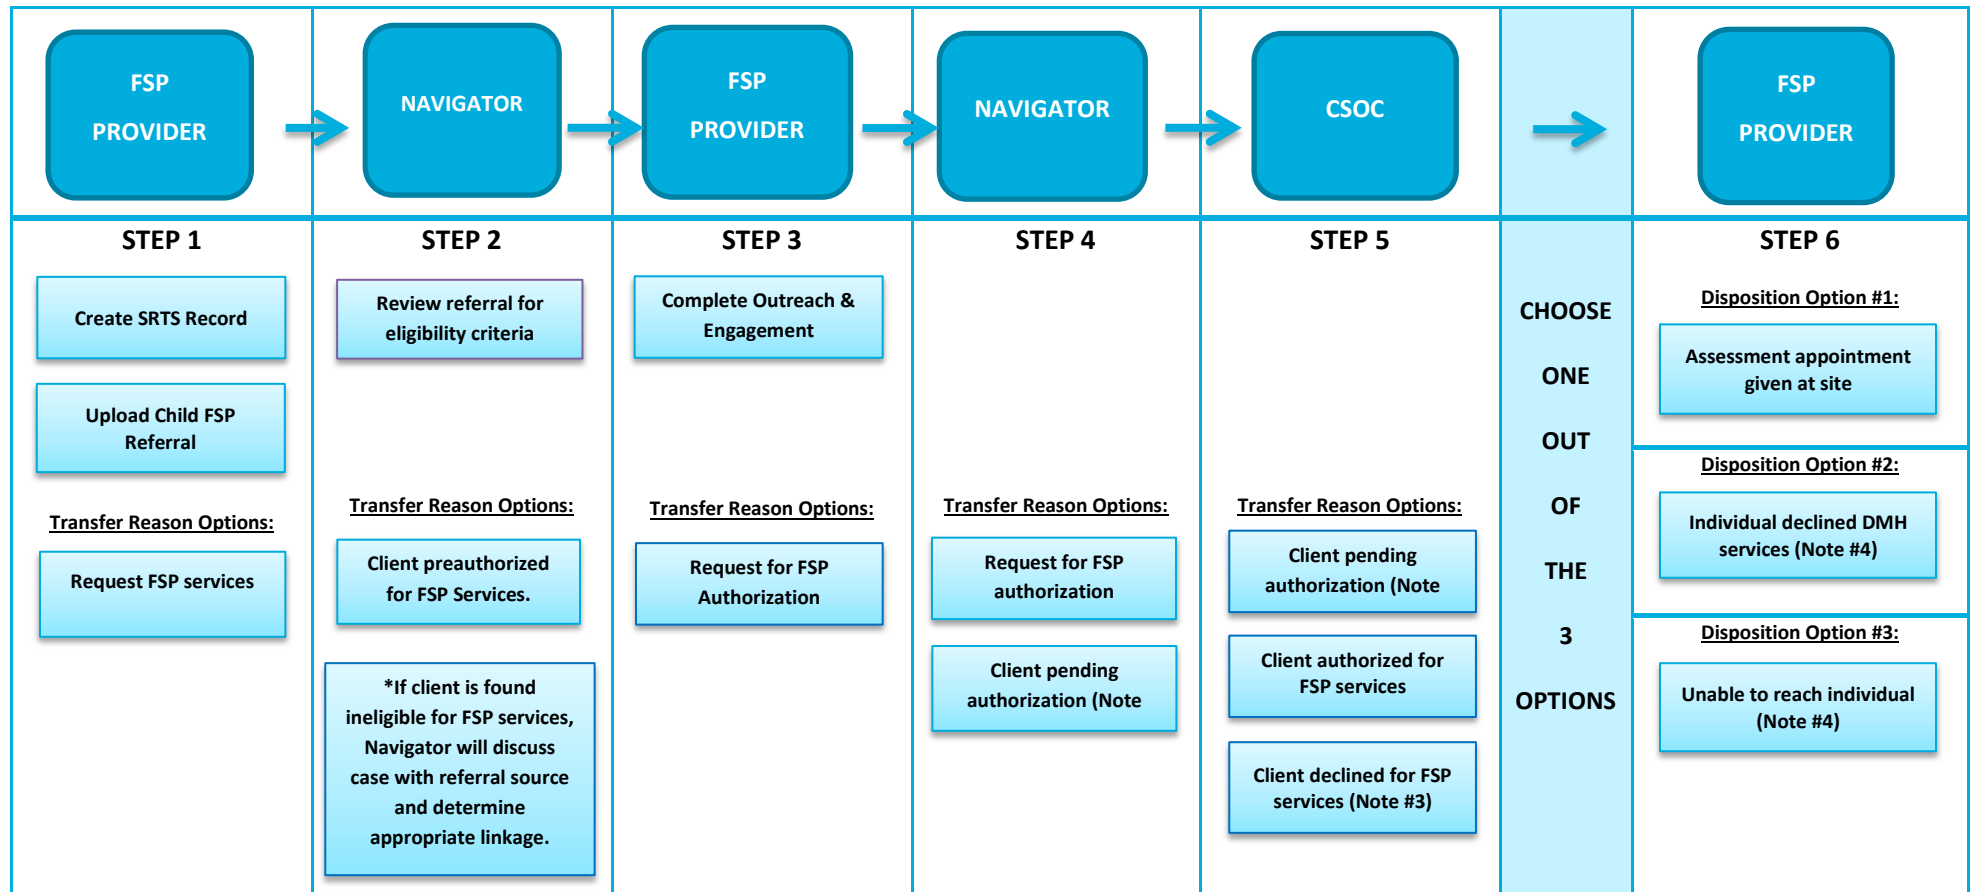 FSP
PROVIDER
NAVIGATOR
FSP
PROVIDER
NAVIGATOR
CSOC
FSP
PROVIDER
STEP 1
Create SRTS Record
Upload Child FSP
Referral
Transfer Reason Options:
Request FSP services
STEP 2
Review referral for
eligibility criteria
Transfer Reason Options:
Client preauthorized
for FSP Services.
*If client is found
ineligible for FSP services,
Navigator will discuss
case with referral source
and determine
appropriate linkage.
STEP 3
Complete Outreach &
Engagement
Transfer Reason Options:
Request for FSP
Authorization
STEP 4
Transfer Reason Options:
Request for FSP
authorization
Client pending
authorization (Note
STEP 5
Transfer Reason Options:
Client pending
authorization (Note
Client authorized for
FSP services
Client declined for FSP
services (Note #3)
CHOOSE
ONE
OUT
OF
THE
3
OPTIONS
STEP 6
Disposition Option #1:
Assessment appointment
given at site
Disposition Option #2:
Individual declined DMH
services (Note #4)
Disposition Option #3:
Unable to reach individual
(Note #4)